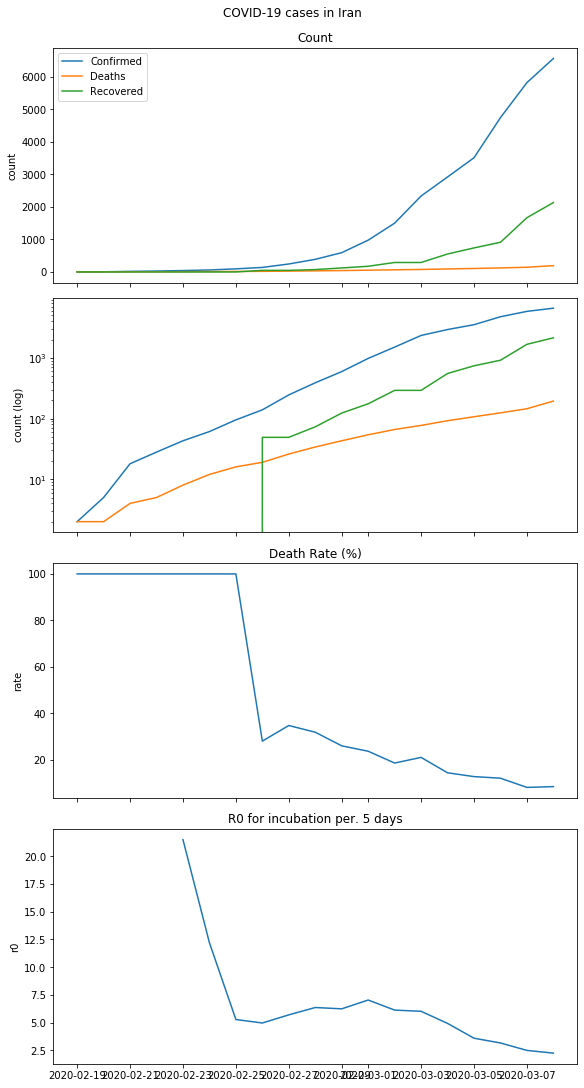 COVID-19 cases in Iran
Count
Confirmed
Deaths
Recovered
6000
5000
4000
3000
2000
1000
0
count
10³
10²
10¹
count (log)
Death Rate (%)
100
80
60
40
20
rate
R0 for incubation per. 5 days
20.0
17.5
15.0
12.5
10.0
7.5
5.0
2.5
r0
2020-02-19 2020-02-21 2020-02-23 2020-02-25 2020-02-27 2020-02-29 2020-03-01 2020-03-03 2020-03-05 2020-03-07